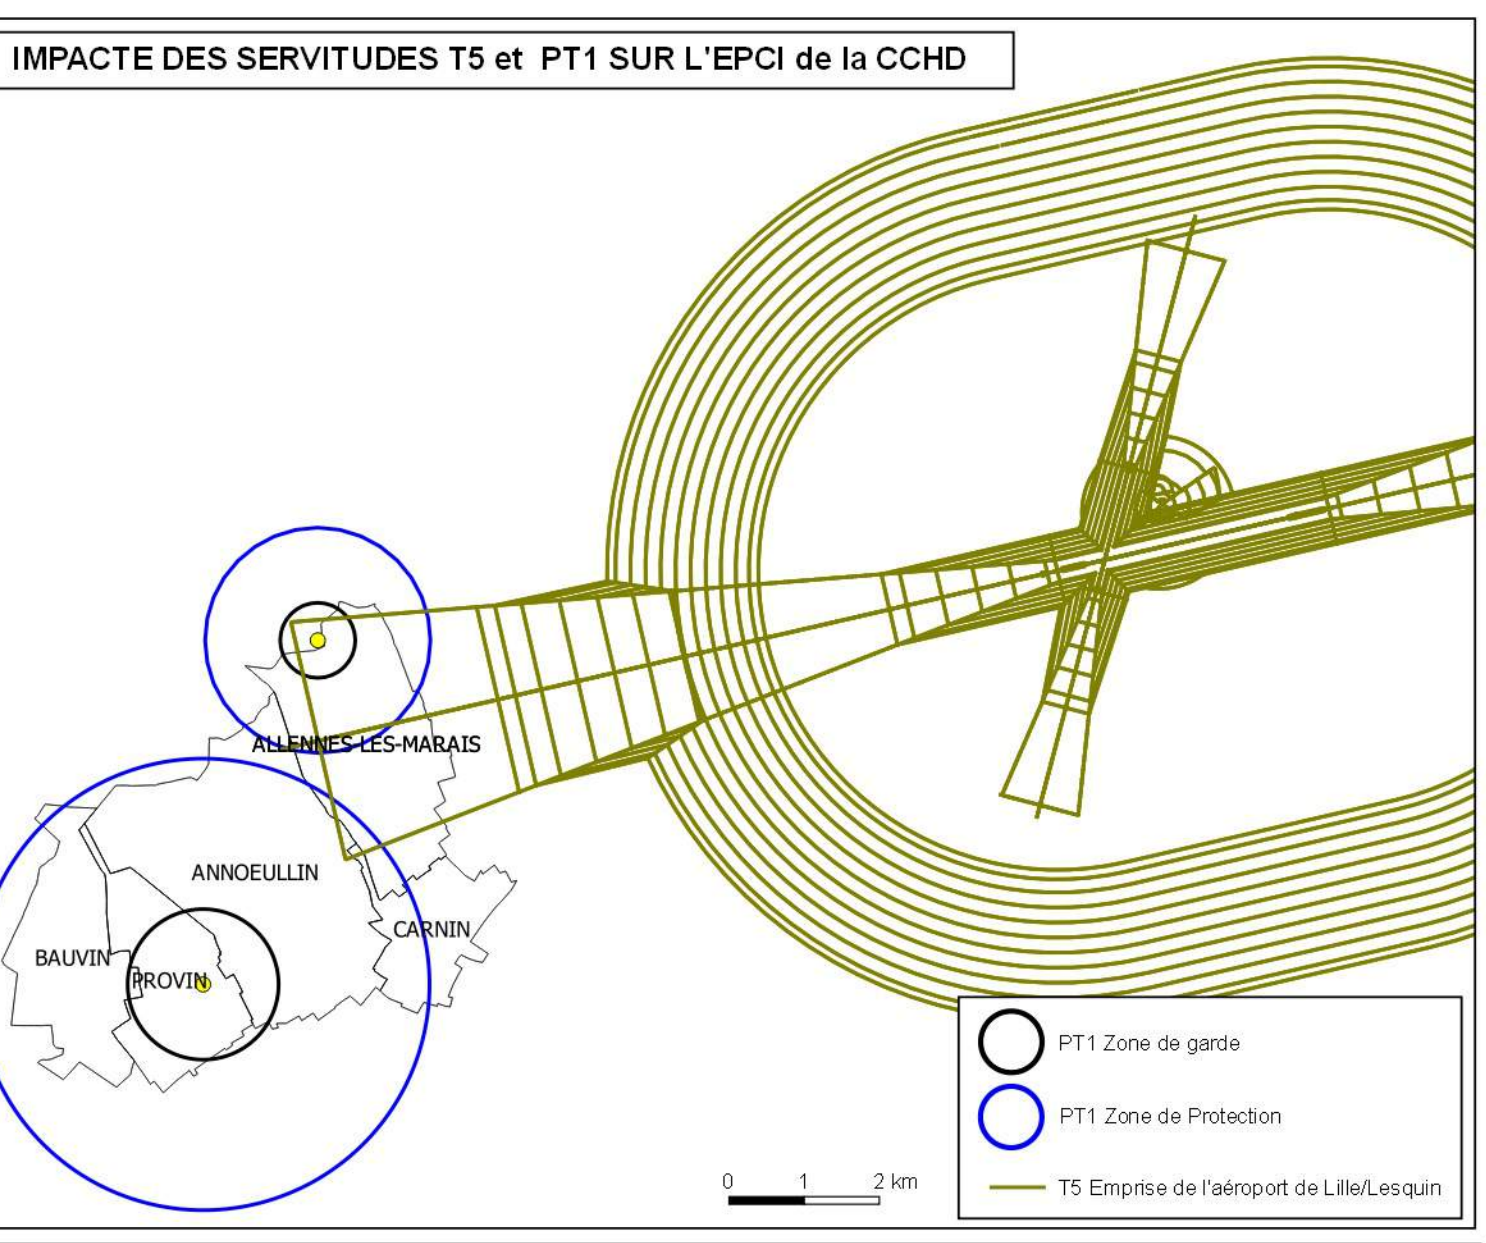 IMPACTE DES SERVITUDES T5 et PT1 SUR L'EPCI de la CCHD
ALLENNES-LES-MARAIS
ANNOEULLIN
CARNIN
BAUVIN
PROVIN
PT1 Zone de garde
PT1 Zone de Protection
T5 Emprise de l'aéroport de Lille/Lesquin
0 1 2 km